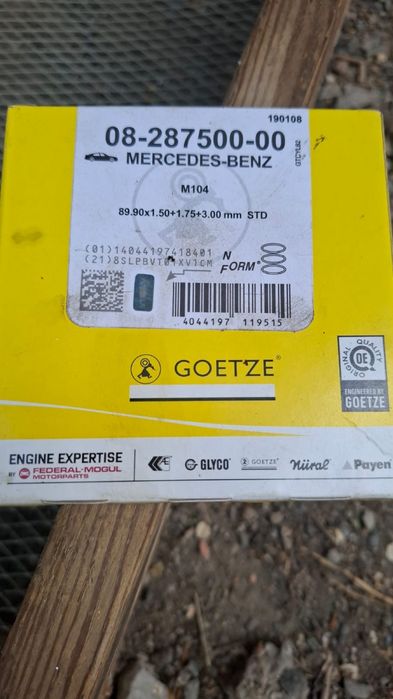 190108
08-287500-00
MERCEDES-BENZ
GTCYL82
M104
89.90x1.50+1.75+3.00 mm STD
(01)14044197418401
N
FORM®
4044197 119515
GOETZE®
ORIGINAL QUALITY
OE
ENGINEERED BY
GOETZE
ENGINE EXPERTISE
BY FEDERAL-MOGUL
MOTORPARTS
AE
GLYCO®
GOETZE®
nüral®
Payen